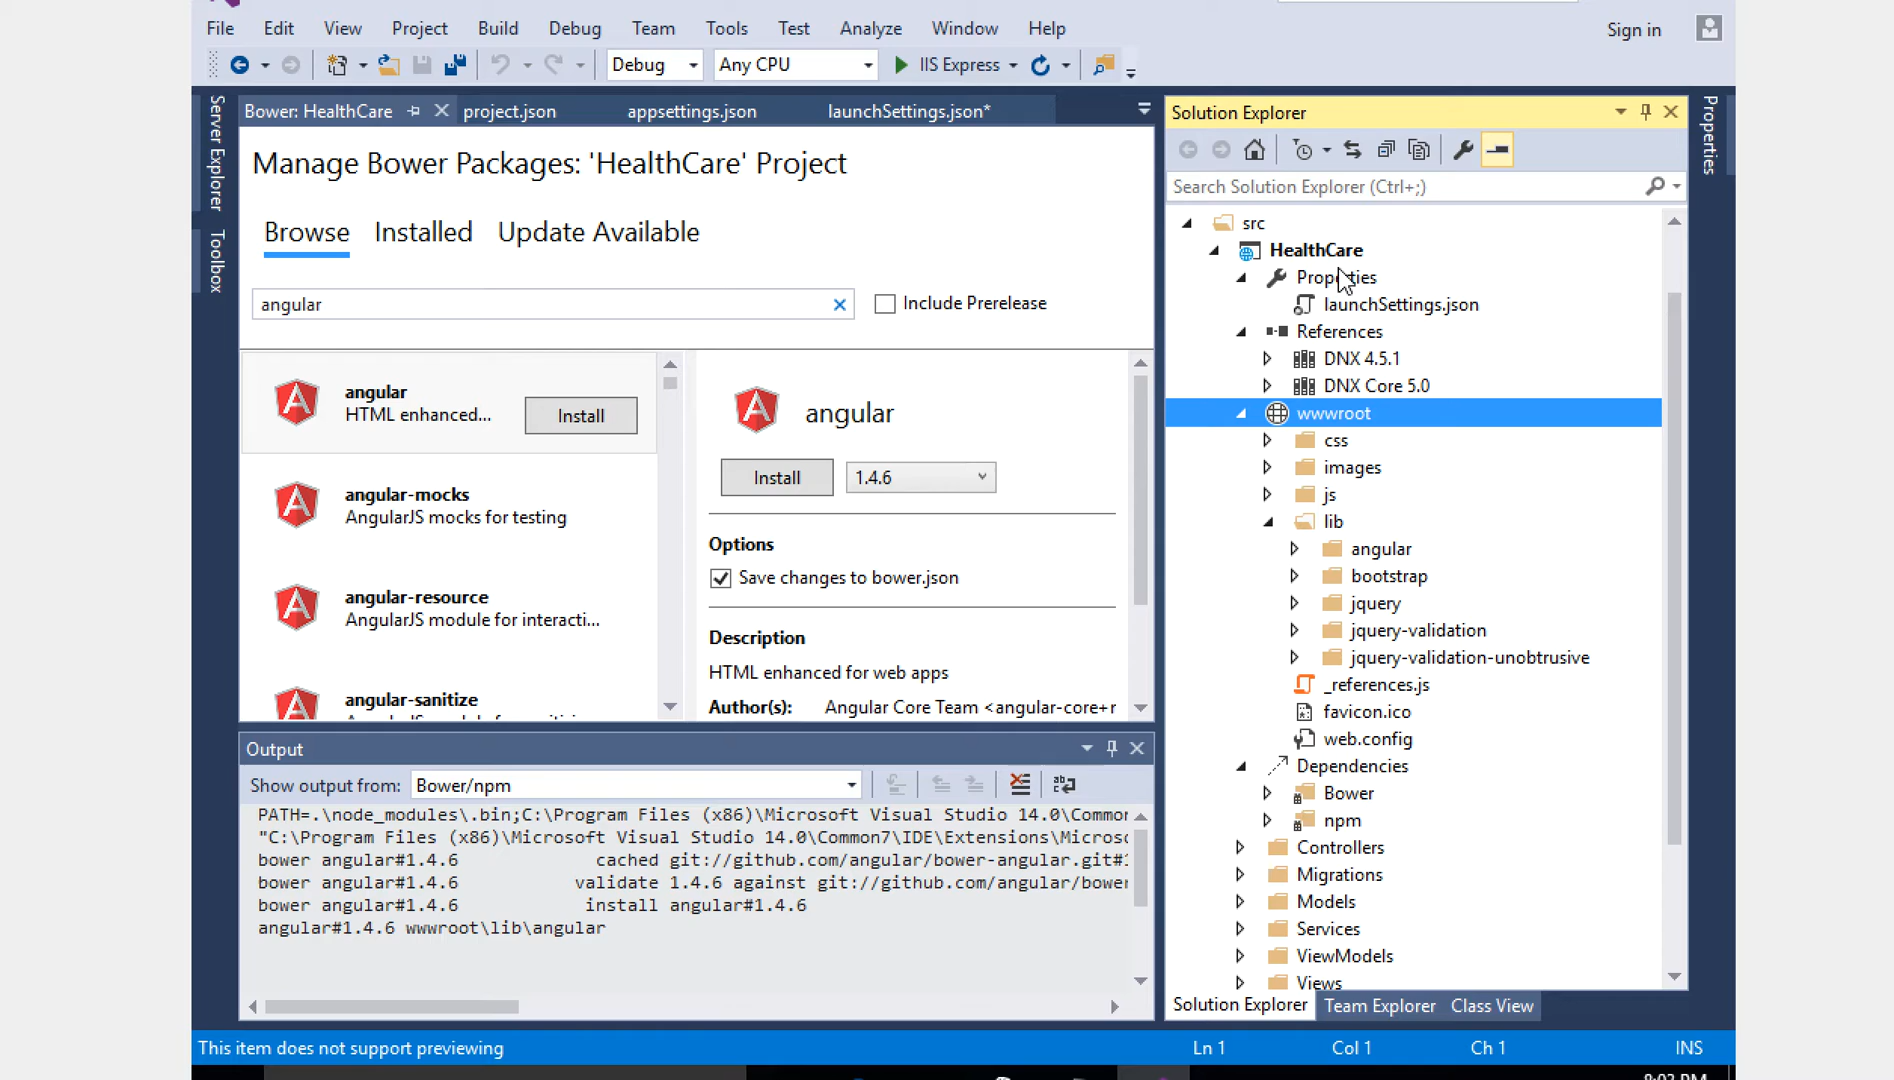 File Edit View Project Build Debug Team Tools Test Analyze Window Help Sign in
Debug Any CPU IIS Express
Server Explorer
Toolbox
Bower: HealthCare project.json appsettings.json launchSettings.json*
Manage Bower Packages: 'HealthCare' Project
Browse Installed Update Available
angular
Include Prerelease
angular
HTML enhanced...
Install
angular-mocks
AngularJS mocks for testing
angular-resource
AngularJS module for interacti...
angular-sanitize
angular
Install 1.4.6
Options
Save changes to bower.json
Description
HTML enhanced for web apps
Author(s): Angular Core Team <angular-core+r
Output
Show output from: Bower/npm
PATH=.\node_modules\.bin;C:\Program Files (x86)\Microsoft Visual Studio 14.0\Common
"C:\Program Files (x86)\Microsoft Visual Studio 14.0\Common7\IDE\Extensions\Microso
bower angular#1.4.6 cached git://github.com/angular/bower-angular.git#1
bower angular#1.4.6 validate 1.4.6 against git://github.com/angular/bower
bower angular#1.4.6 install angular#1.4.6
angular#1.4.6 wwwroot\lib\angular
Solution Explorer
Search Solution Explorer (Ctrl+;)
src
HealthCare
Properties
launchSettings.json
References
DNX 4.5.1
DNX Core 5.0
wwwroot
css
images
js
lib
angular
bootstrap
jquery
jquery-validation
jquery-validation-unobtrusive
_references.js
favicon.ico
web.config
Dependencies
Bower
npm
Controllers
Migrations
Models
Services
ViewModels
Views
Solution Explorer Team Explorer Class View
Properties
This item does not support previewing Ln 1 Col 1 Ch 1 INS